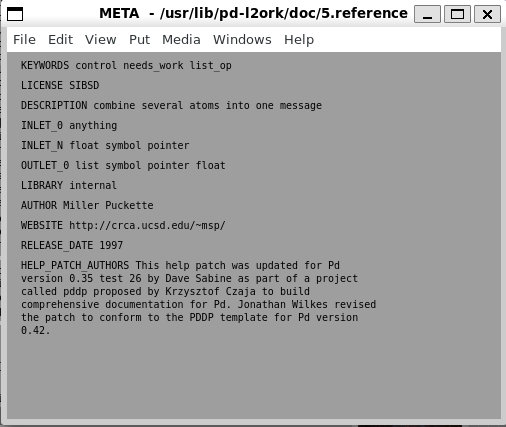 META - /usr/lib/pd-l2ork/doc/5.reference
File Edit View Put Media Windows Help
KEYWORDS control needs_work list_op
LICENSE SIBSD
DESCRIPTION combine several atoms into one message
INLET_0 anything
INLET_N float symbol pointer
OUTLET_0 list symbol pointer float
LIBRARY internal
AUTHOR Miller Puckette
WEBSITE http://crca.ucsd.edu/~msp/
RELEASE_DATE 1997
HELP_PATCH_AUTHORS This help patch was updated for Pd
version 0.35 test 26 by Dave Sabine as part of a project
called pddp proposed by Krzysztof Czaja to build
comprehensive documentation for Pd. Jonathan Wilkes revised
the patch to conform to the PDDP template for Pd version
0.42.